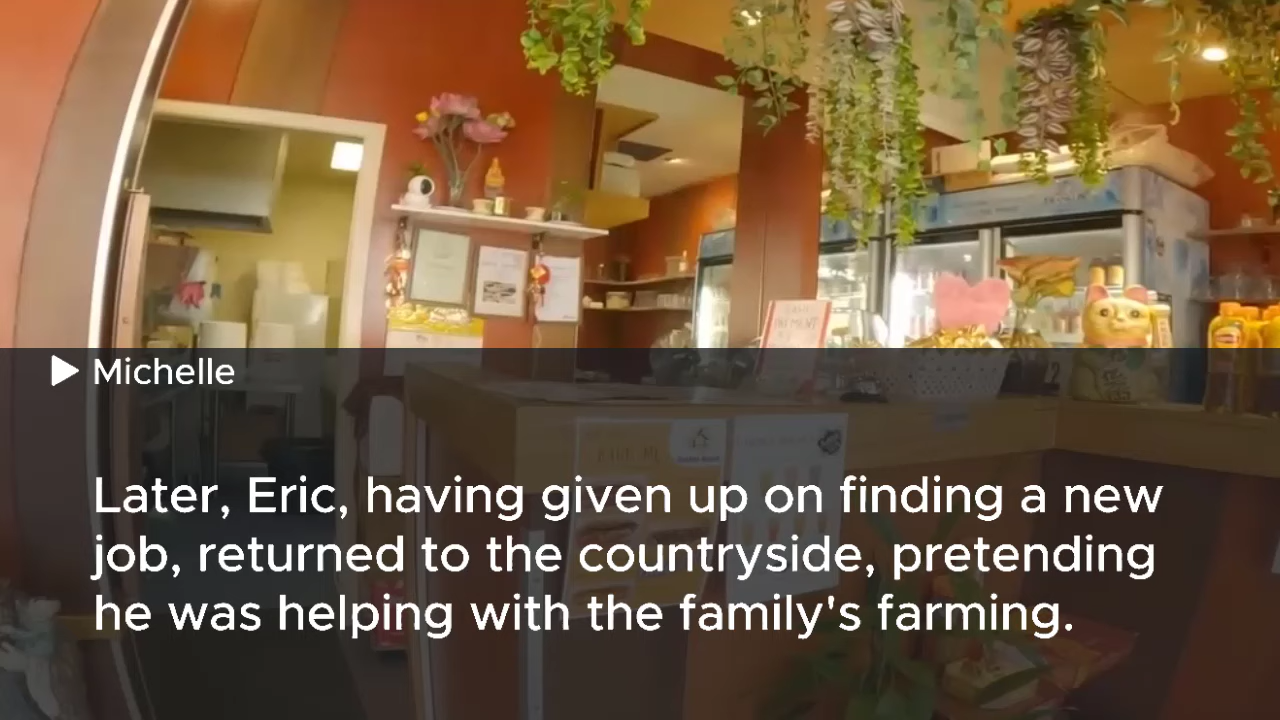 Michelle
Later, Eric, having given up on finding a new
job, returned to the countryside, pretending
he was helping with the family's farming.